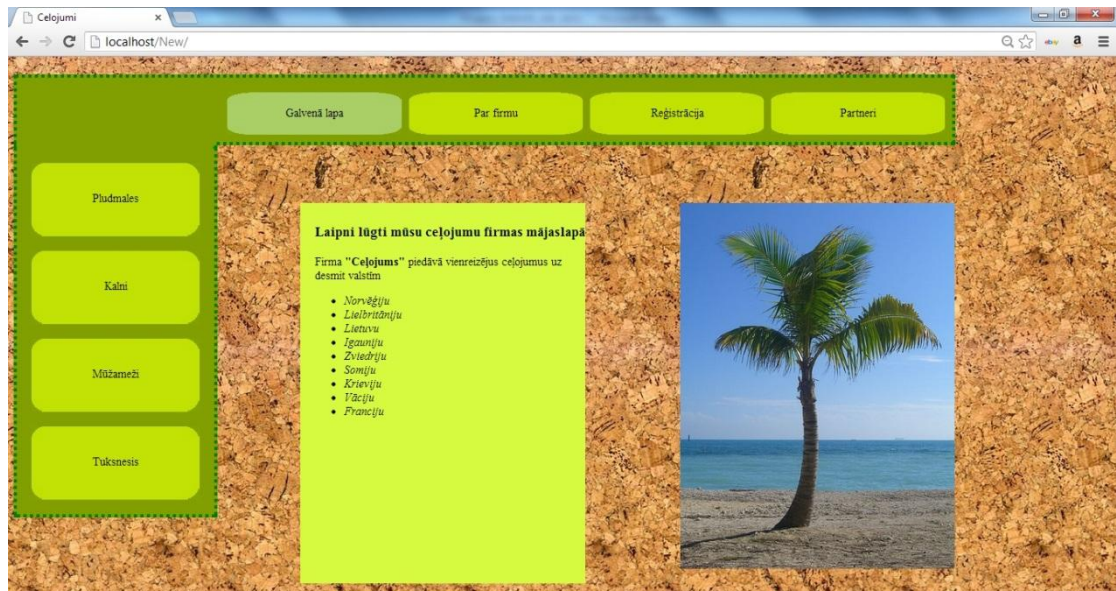 Celojumi
localhost/New/
ebay
a
Galvenā lapa
Par firmu
Reģistrācija
Partneri
Pludmales
Kalni
Mūžameži
Tuksnesis
Laipni lūgti mūsu ceļojumu firmas mājaslapā
Firma "Ceļojums" piedāvā vienreizējus ceļojumus uz
desmit valstīm
Norvēģiju
Lielbritāniju
Lietuvu
Igauniju
Zviedriju
Somiju
Krieviju
Vāciju
Franciju